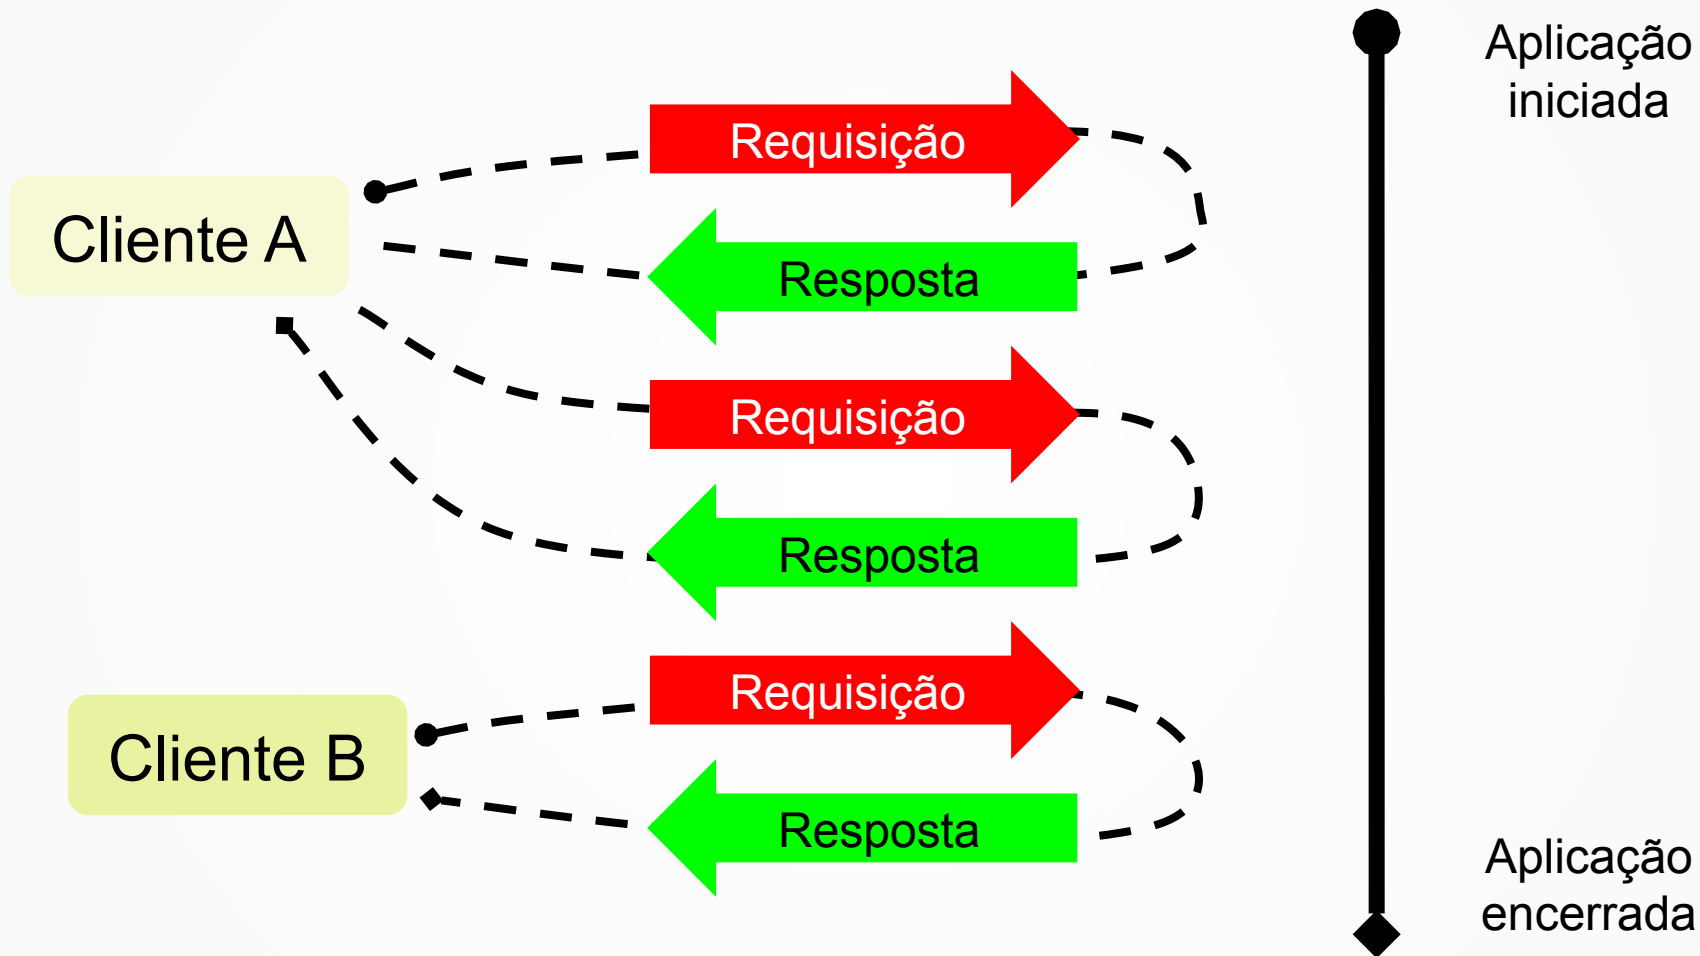 Aplicação
iniciada
Requisição
Cliente A
Resposta
Requisição
Resposta
Requisição
Cliente B
Resposta
Aplicação
encerrada